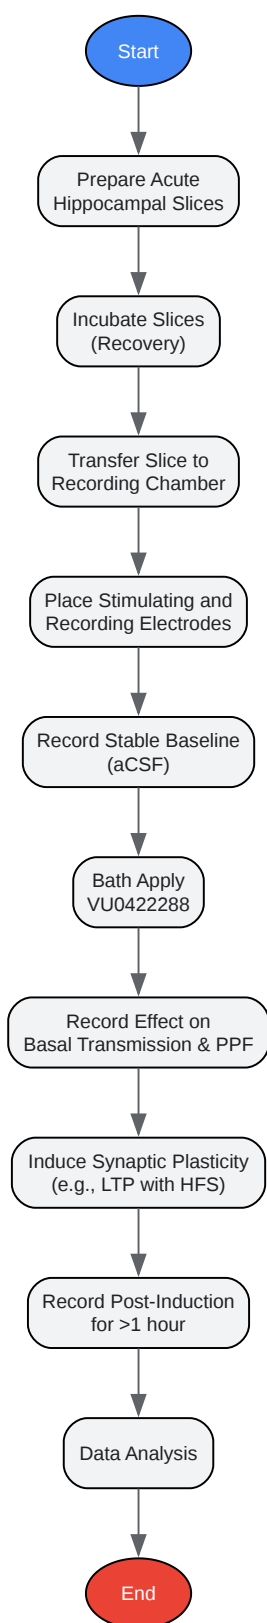 Start
Prepare Acute
Hippocampal Slices
Incubate Slices
(Recovery)
Transfer Slice to
Recording Chamber
Place Stimulating and
Recording Electrodes
Record Stable Baseline
(aCSF)
Bath Apply
VU0422288
Record Effect on
Basal Transmission & PPF
Induce Synaptic Plasticity
(e.g., LTP with HFS)
Record Post-Induction
for >1 hour
Data Analysis
End